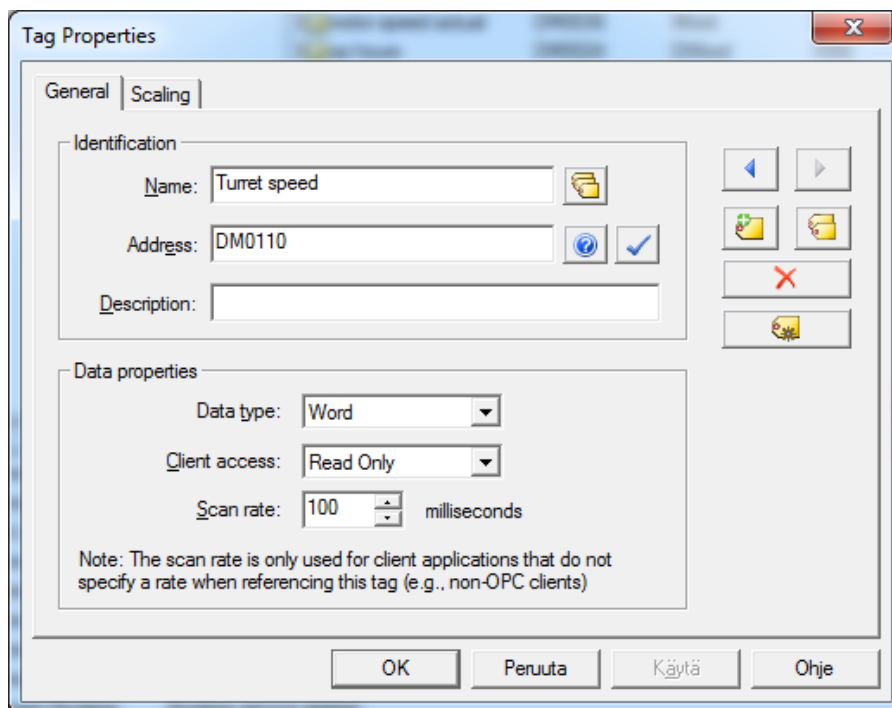 Tag Properties
General
Scaling
Identification
Name:
Turret speed
Address:
DM0110
Description:
Data properties
Data type:
Word
Client access:
Read Only
Scan rate:
100
milliseconds
Note: The scan rate is only used for client applications that do not
specify a rate when referencing this tag (e.g., non-OPC clients)
OK
Peruuta
Käytä
Ohje